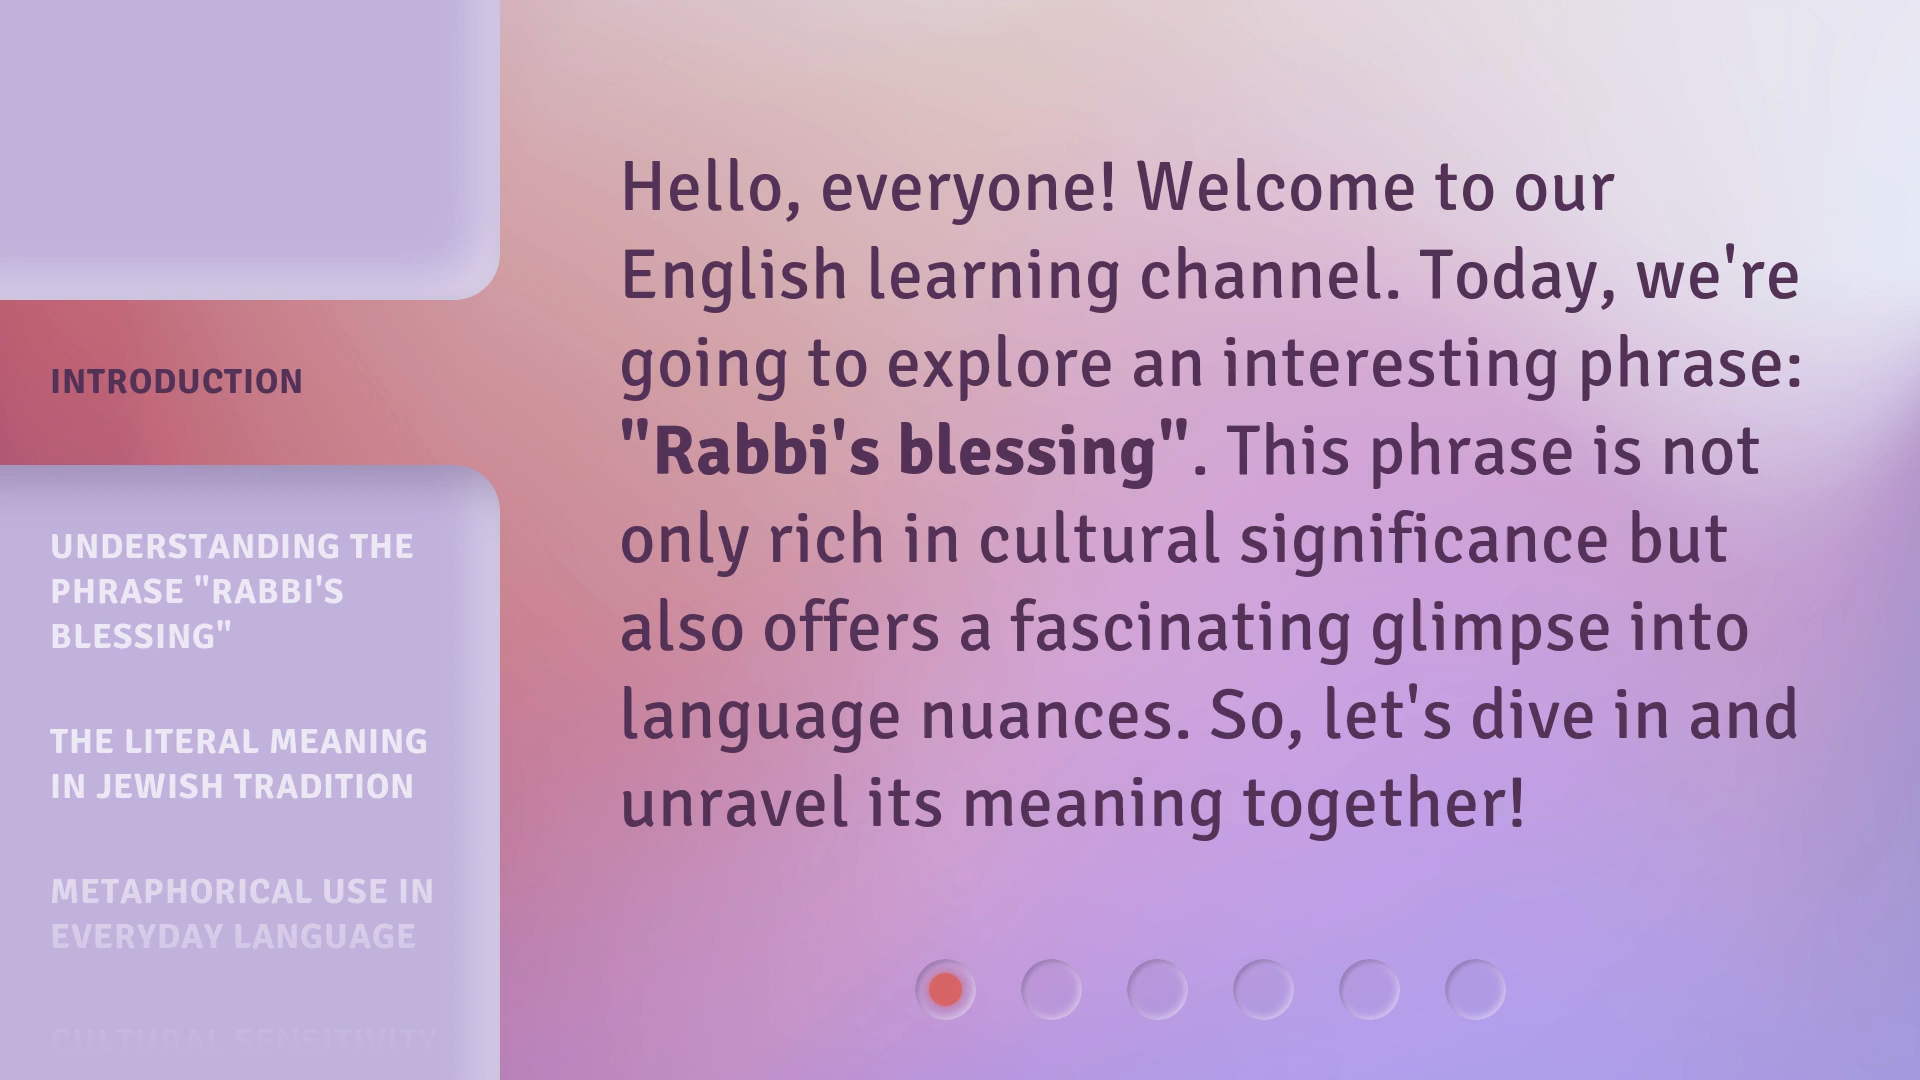 INTRODUCTION
UNDERSTANDING THE
PHRASE "RABBI'S
BLESSING"
THE LITERAL MEANING
IN JEWISH TRADITION
METAPHORICAL USE IN
EVERYDAY LANGUAGE
CULTURAL SENSITIVITY
Hello, everyone! Welcome to our
English learning channel. Today, we're
going to explore an interesting phrase:
"Rabbi's blessing". This phrase is not
only rich in cultural significance but
also offers a fascinating glimpse into
language nuances. So, let's dive in and
unravel its meaning together!